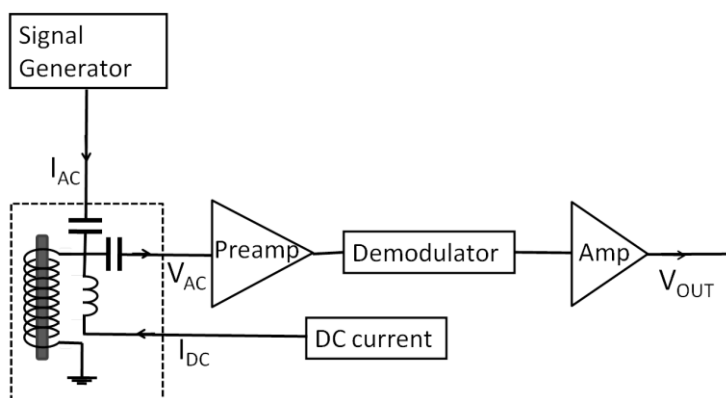 Signal
Generator
I_AC
Preamp
Demodulator
Amp
V_AC
V_OUT
I_DC
DC current